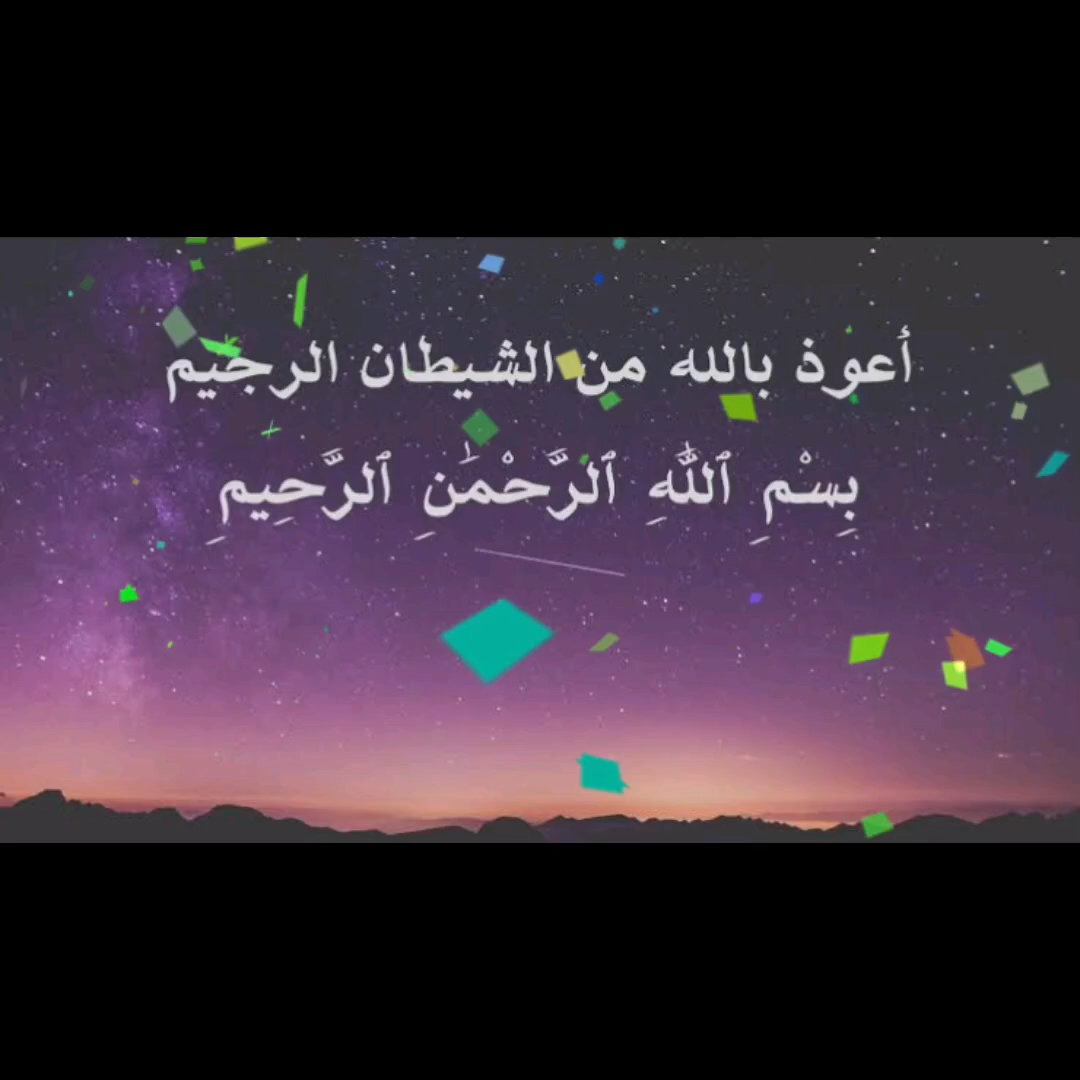 أعوذ بالله من الشيطان الرجيم
بِسْمِ ٱللَّهِ ٱلرَّحْمَٰنِ ٱلرَّحِيمِ